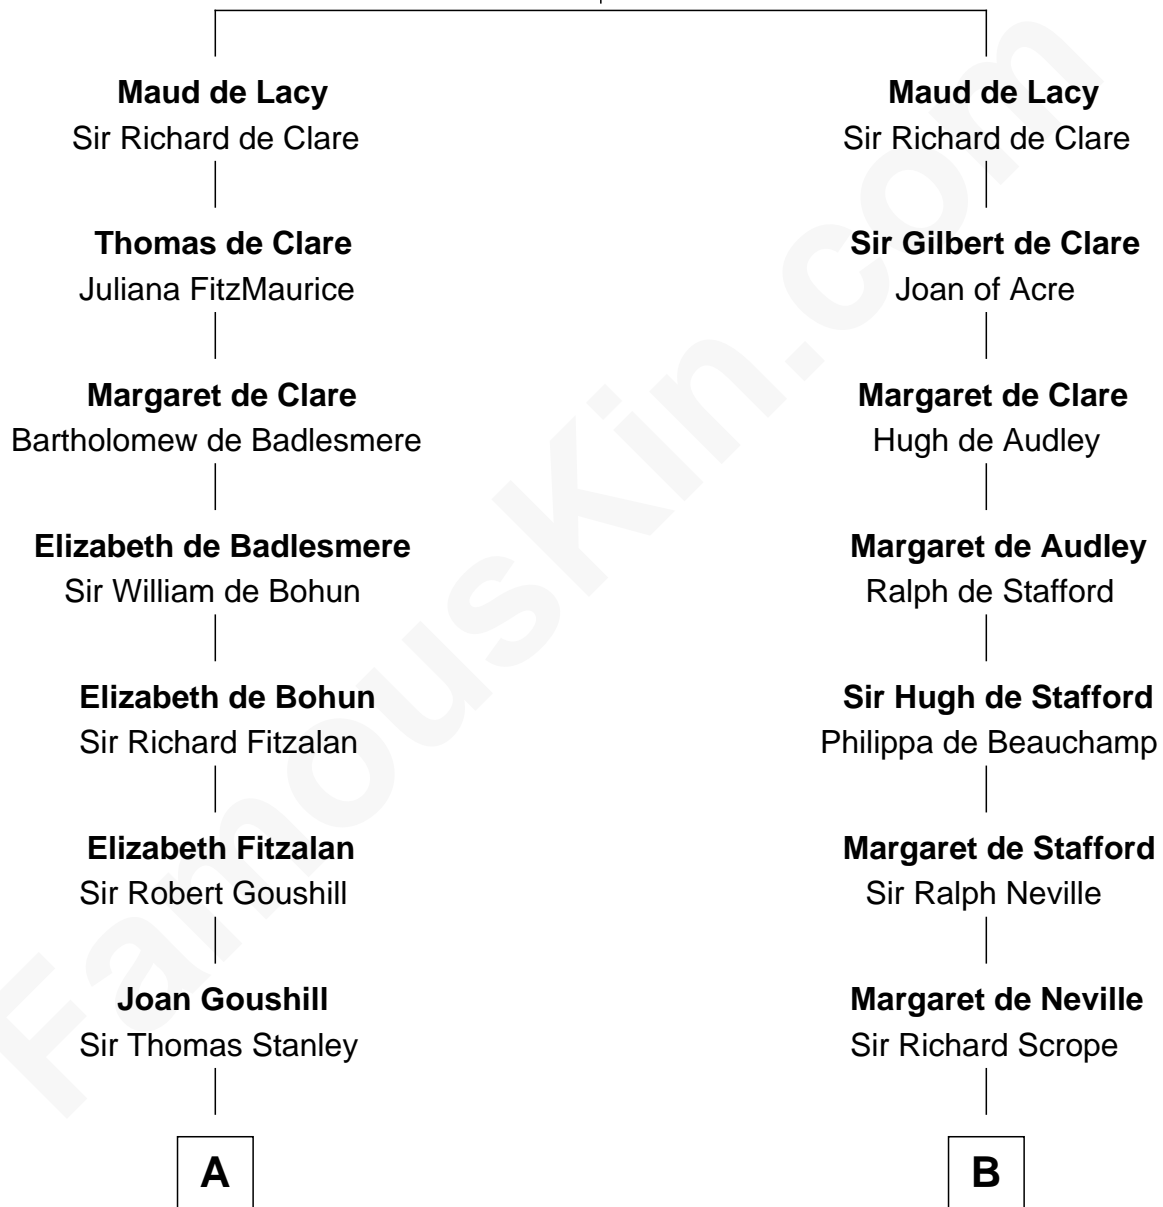 Maud de Lacy
Sir Richard de Clare
Thomas de Clare
Juliana FitzMaurice
Margaret de Clare
Bartholomew de Badlesmere
Elizabeth de Badlesmere
Sir William de Bohun
Elizabeth de Bohun
Sir Richard Fitzalan
Elizabeth Fitzalan
Sir Robert Goushill
Joan Goushill
Sir Thomas Stanley
A
Maud de Lacy
Sir Richard de Clare
Sir Gilbert de Clare
Joan of Acre
Margaret de Clare
Hugh de Audley
Margaret de Audley
Ralph de Stafford
Sir Hugh de Stafford
Philippa de Beauchamp
Margaret de Stafford
Sir Ralph Neville
Margaret de Neville
Sir Richard Scrope
B
FamousKin.com